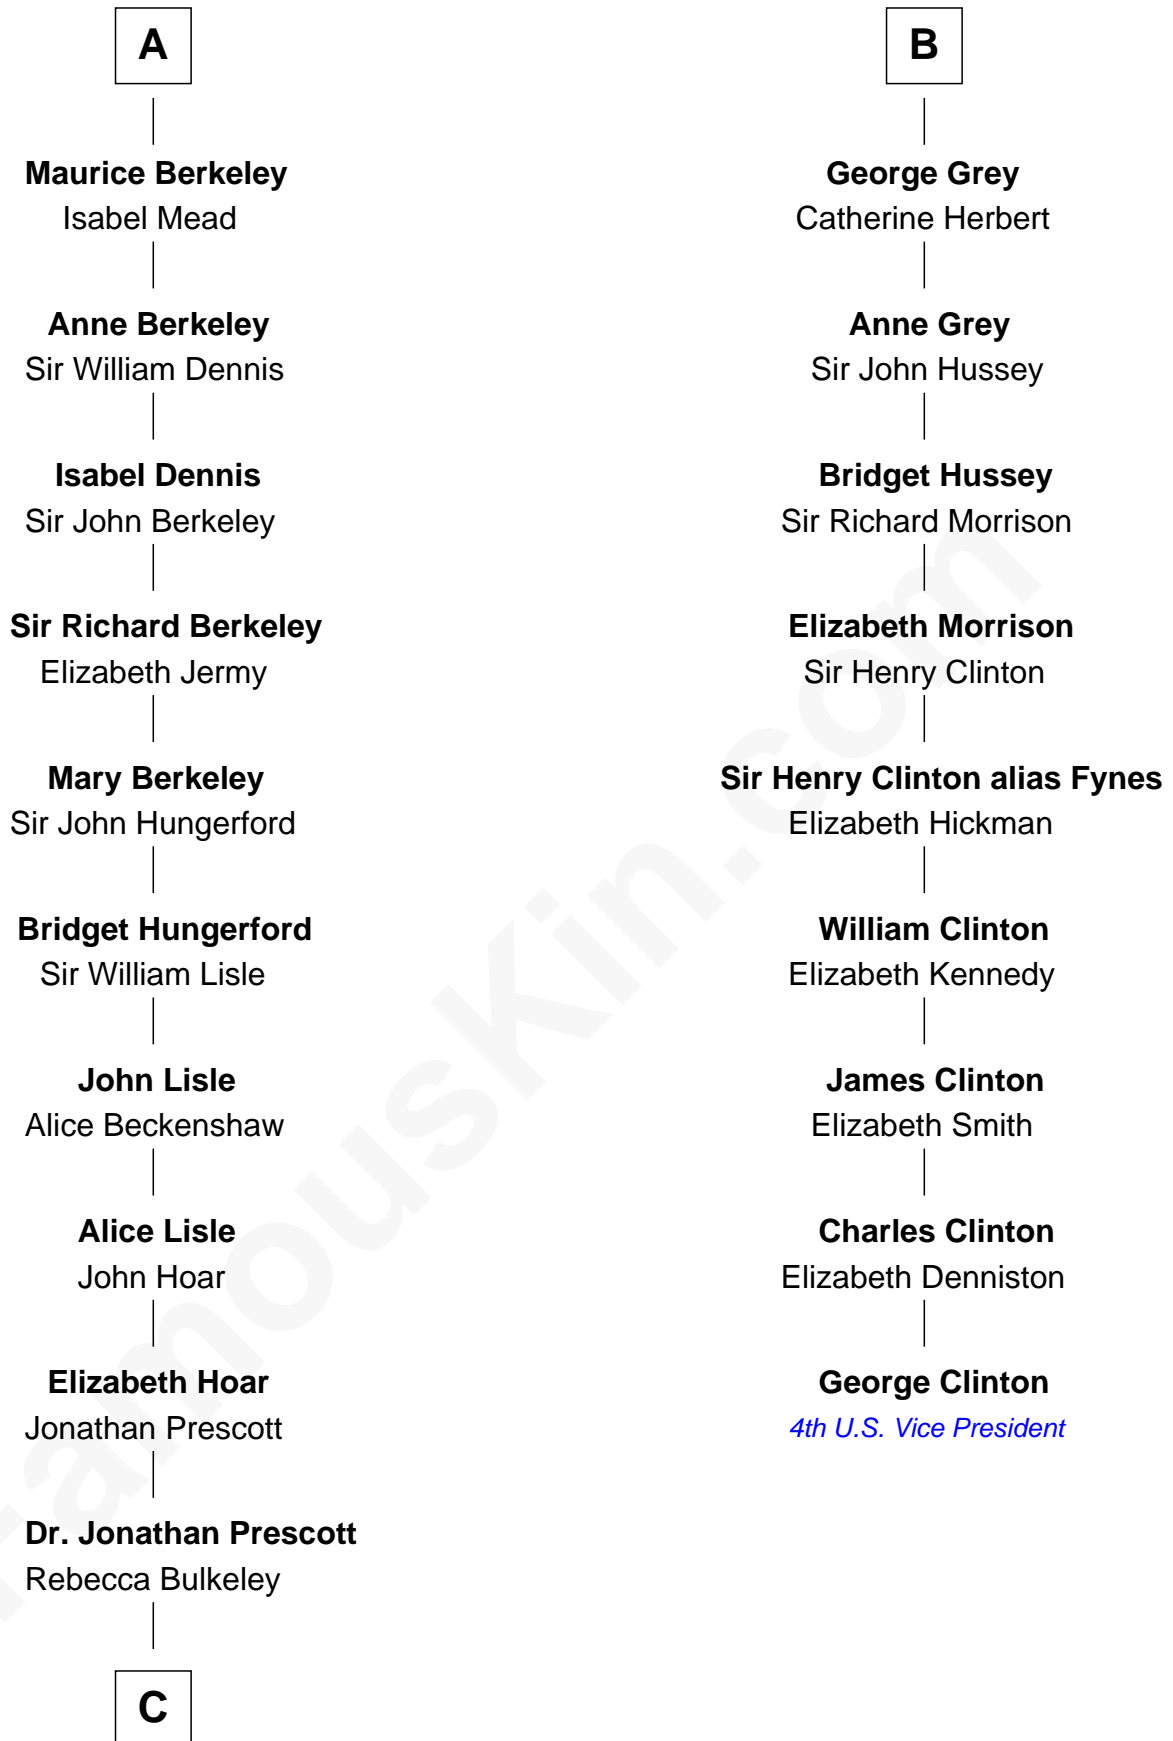 A
Maurice Berkeley
Isabel Mead
Anne Berkeley
Sir William Dennis
Isabel Dennis
Sir John Berkeley
Sir Richard Berkeley
Elizabeth Jermy
Mary Berkeley
Sir John Hungerford
Bridget Hungerford
Sir William Lisle
John Lisle
Alice Beckenshaw
Alice Lisle
John Hoar
Elizabeth Hoar
Jonathan Prescott
Dr. Jonathan Prescott
Rebecca Bulkeley
C
B
George Grey
Catherine Herbert
Anne Grey
Sir John Hussey
Bridget Hussey
Sir Richard Morrison
Elizabeth Morrison
Sir Henry Clinton
Sir Henry Clinton alias Fynes
Elizabeth Hickman
William Clinton
Elizabeth Kennedy
James Clinton
Elizabeth Smith
Charles Clinton
Elizabeth Denniston
George Clinton
4th U.S. Vice President
FamousKin.com